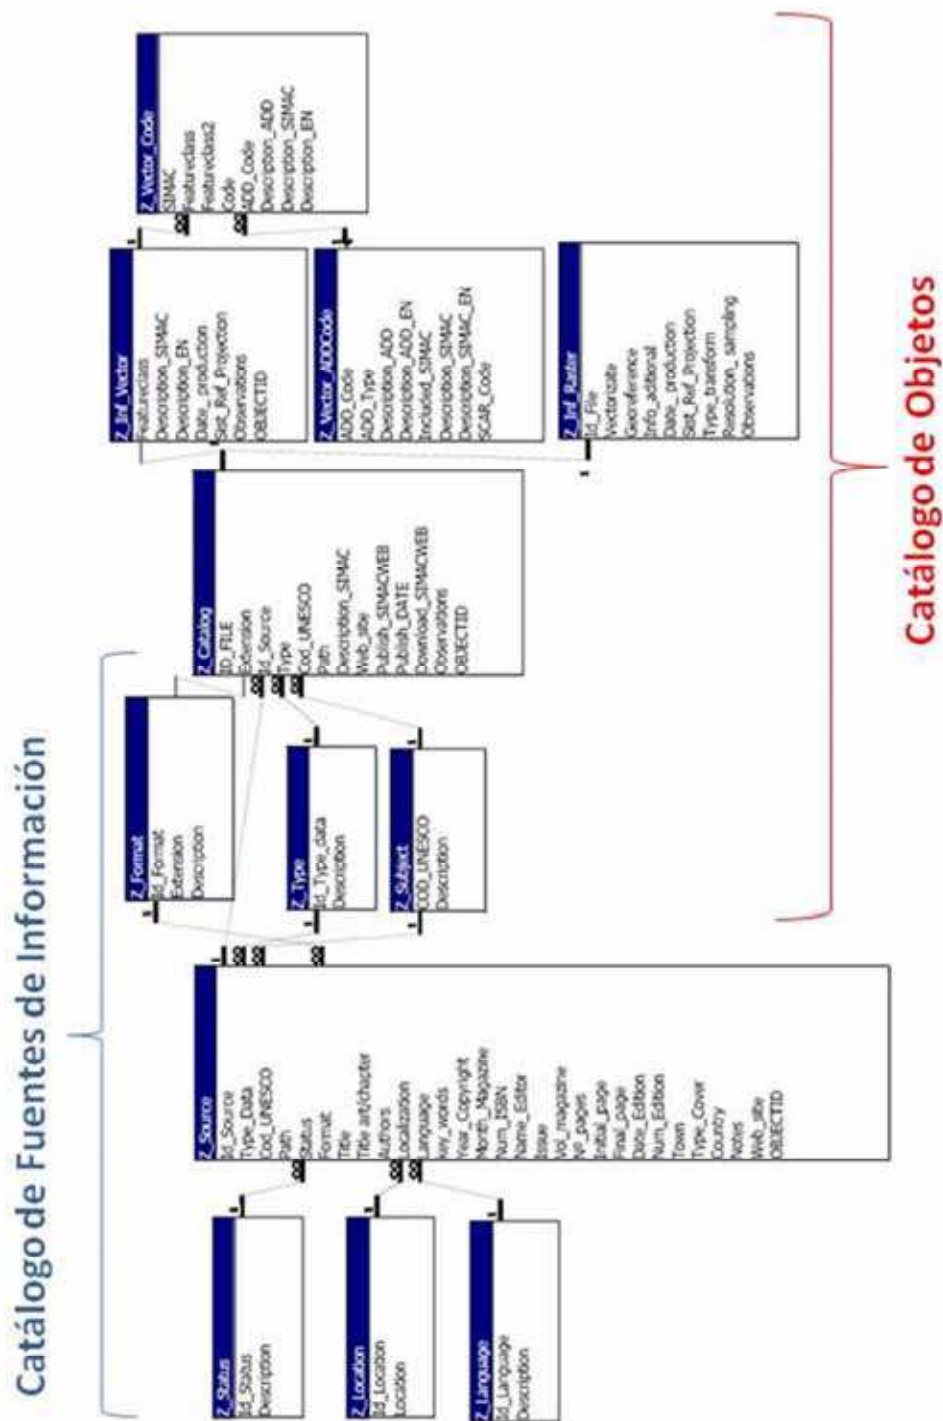 Catálogo de Fuentes de Información
Z_Status
Id_Status
Description
Z_Location
Id_Location
Location
Z_Language
Id_Language
Description
Z_Source
Id_Source
Type_Data
Cod_UNESCO
Path
Status
Format
Title
Title art/chapter
Authors
Localization
Language
Key_words
Year_Copyright
Month_Magazine
Num_ISBN
Name_Editor
Issue
Vol_magazine
Nº_pages
Initial_page
Final_page
Date_Edition
Num_Edition
Town
Type_Cover
Country
Notes
Web_site
OBJECTID
Z_Format
Id_Format
Extension
Description
Z_Type
Id_Type_data
Description
Z_Subject
COD_UNESCO
Description
Z_Catalog
ID_FILE
Extension
Id_Source
Type
Cod_UNESCO
Path
Description_SIMAC
Web_site
Publish_SIMACWEB
Publish_DATE
Download_SIMACWEB
Observations
OBJECTID
Z_Inf_Vector
Featureclass
Description_SIMAC
Description_EN
Date_production
Sist_Ref_Projection
Observations
OBJECTID
Z_Vector_ADDCode
ADD_Code
ADD_Type
Description_ADD
Description_ADD_EN
Included_SIMAC
Description_SIMAC
Description_SIMAC_EN
SCAR_Code
Z_Inf_Raster
Id_File
Vectorizate
Georeference
Info_aditional
Date_production
Sist_Ref_Projection
Type_transform
Resolution_sampling
Observations
Z_Vector_Code
SIMAC
Featureclass
Featureclass2
Code
ADD_Code
Description_ADD
Description_SIMAC
Description_EN
Catálogo de Objetos